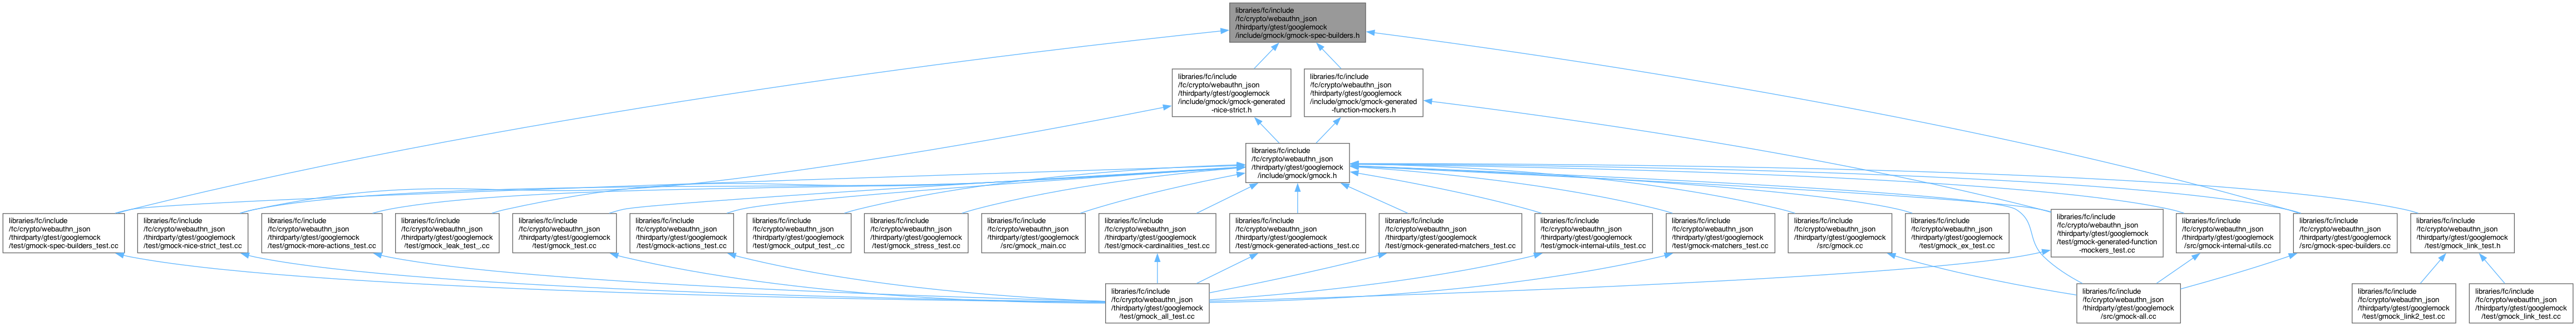 libraries/fc/include
/fc/crypto/webauthn_json
/thirdparty/gtest/googlemock
/include/gmock/gmock-spec-builders.h
libraries/fc/include
/fc/crypto/webauthn_json
/thirdparty/gtest/googlemock
/include/gmock/gmock-generated
-nice-strict.h
libraries/fc/include
/fc/crypto/webauthn_json
/thirdparty/gtest/googlemock
/include/gmock/gmock-generated
-function-mockers.h
libraries/fc/include
/fc/crypto/webauthn_json
/thirdparty/gtest/googlemock
/include/gmock/gmock.h
libraries/fc/include
/fc/crypto/webauthn_json
/thirdparty/gtest/googlemock
/test/gmock-spec-builders_test.cc
libraries/fc/include
/fc/crypto/webauthn_json
/thirdparty/gtest/googlemock
/test/gmock-nice-strict_test.cc
libraries/fc/include
/fc/crypto/webauthn_json
/thirdparty/gtest/googlemock
/test/gmock-more-actions_test.cc
libraries/fc/include
/fc/crypto/webauthn_json
/thirdparty/gtest/googlemock
/test/gmock_leak_test_.cc
libraries/fc/include
/fc/crypto/webauthn_json
/thirdparty/gtest/googlemock
/test/gmock_test.cc
libraries/fc/include
/fc/crypto/webauthn_json
/thirdparty/gtest/googlemock
/test/gmock-actions_test.cc
libraries/fc/include
/fc/crypto/webauthn_json
/thirdparty/gtest/googlemock
/test/gmock_output_test_.cc
libraries/fc/include
/fc/crypto/webauthn_json
/thirdparty/gtest/googlemock
/test/gmock_stress_test.cc
libraries/fc/include
/fc/crypto/webauthn_json
/thirdparty/gtest/googlemock
/src/gmock_main.cc
libraries/fc/include
/fc/crypto/webauthn_json
/thirdparty/gtest/googlemock
/test/gmock-cardinalities_test.cc
libraries/fc/include
/fc/crypto/webauthn_json
/thirdparty/gtest/googlemock
/test/gmock-generated-actions_test.cc
libraries/fc/include
/fc/crypto/webauthn_json
/thirdparty/gtest/googlemock
/test/gmock-generated-matchers_test.cc
libraries/fc/include
/fc/crypto/webauthn_json
/thirdparty/gtest/googlemock
/test/gmock-internal-utils_test.cc
libraries/fc/include
/fc/crypto/webauthn_json
/thirdparty/gtest/googlemock
/test/gmock-matchers_test.cc
libraries/fc/include
/fc/crypto/webauthn_json
/thirdparty/gtest/googlemock
/src/gmock.cc
libraries/fc/include
/fc/crypto/webauthn_json
/thirdparty/gtest/googlemock
/test/gmock_ex_test.cc
libraries/fc/include
/fc/crypto/webauthn_json
/thirdparty/gtest/googlemock
/test/gmock-generated-function
-mockers_test.cc
libraries/fc/include
/fc/crypto/webauthn_json
/thirdparty/gtest/googlemock
/src/gmock-internal-utils.cc
libraries/fc/include
/fc/crypto/webauthn_json
/thirdparty/gtest/googlemock
/src/gmock-spec-builders.cc
libraries/fc/include
/fc/crypto/webauthn_json
/thirdparty/gtest/googlemock
/test/gmock_link_test.h
libraries/fc/include
/fc/crypto/webauthn_json
/thirdparty/gtest/googlemock
/test/gmock_all_test.cc
libraries/fc/include
/fc/crypto/webauthn_json
/thirdparty/gtest/googlemock
/src/gmock-all.cc
libraries/fc/include
/fc/crypto/webauthn_json
/thirdparty/gtest/googlemock
/test/gmock_link2_test.cc
libraries/fc/include
/fc/crypto/webauthn_json
/thirdparty/gtest/googlemock
/test/gmock_link_test.cc